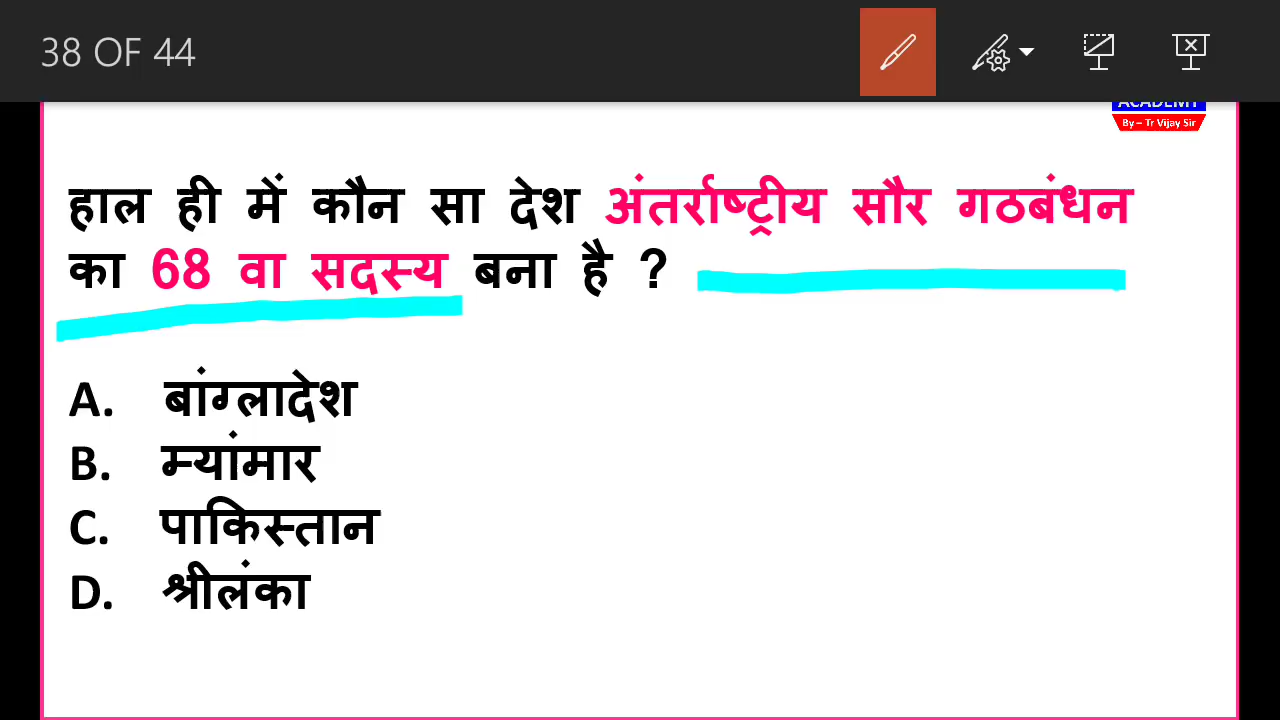 38 OF 44
ACADEMY
By – Tr Vijay Sir
हाल ही में कौन सा देश अंतर्राष्ट्रीय सौर गठबंधन
का 68 वा सदस्य बना है ?
A. बांग्लादेश
B. म्यांमार
C. पाकिस्तान
D. श्रीलंका